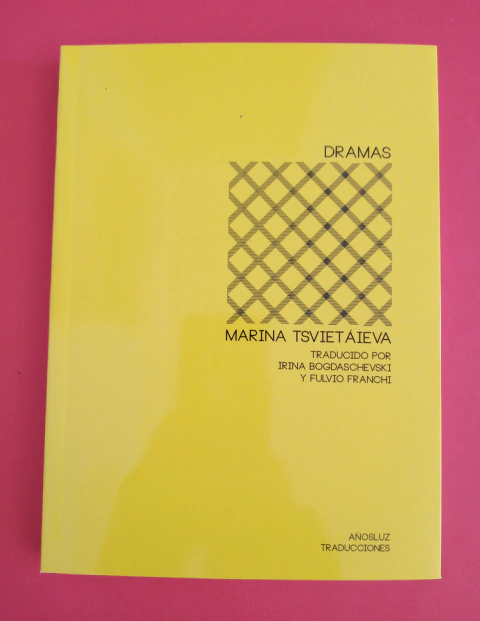 DRAMAS
MARINA TSVIETÁIEVA
TRADUCIDO POR
IRINA BOGDASCHEVSKI
Y FULVIO FRANCHI
AÑOSLUZ
TRADUCCIONES